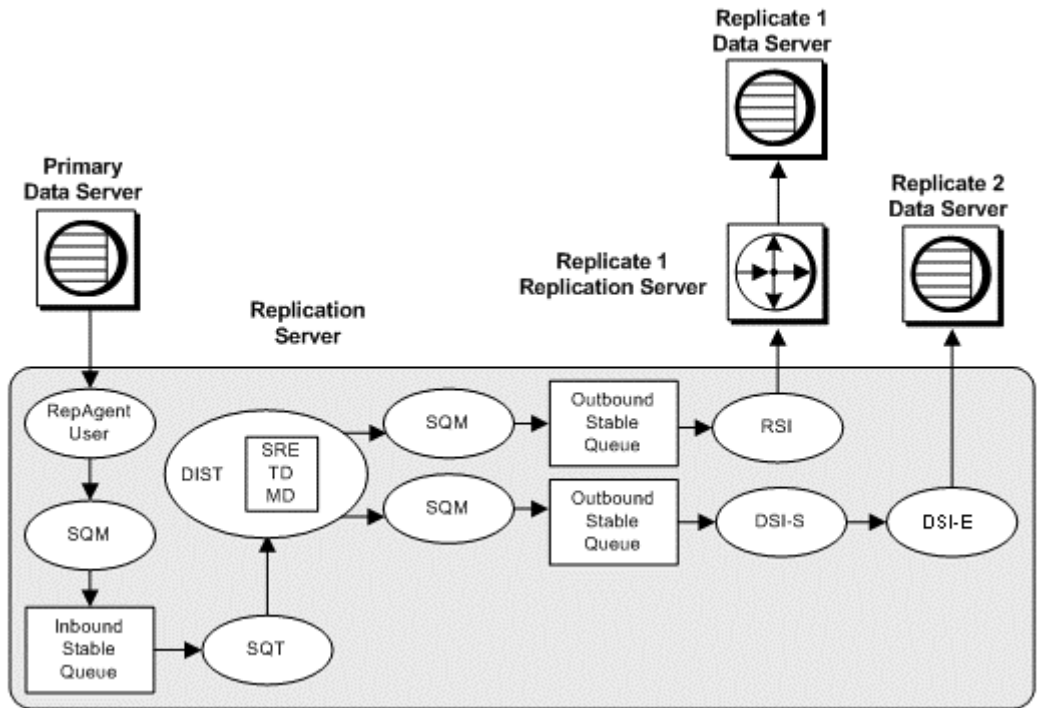 Replicate 1
Data Server
Primary
Data Server
Replicate 2
Data Server
Replicate 1
Replication Server
Replication
Server
RepAgent
User
SQM
Inbound
Stable
Queue
SQT
DIST
SRE
TD
MD
SQM
Outbound
Stable
Queue
RSI
SQM
Outbound
Stable
Queue
DSI-S
DSI-E